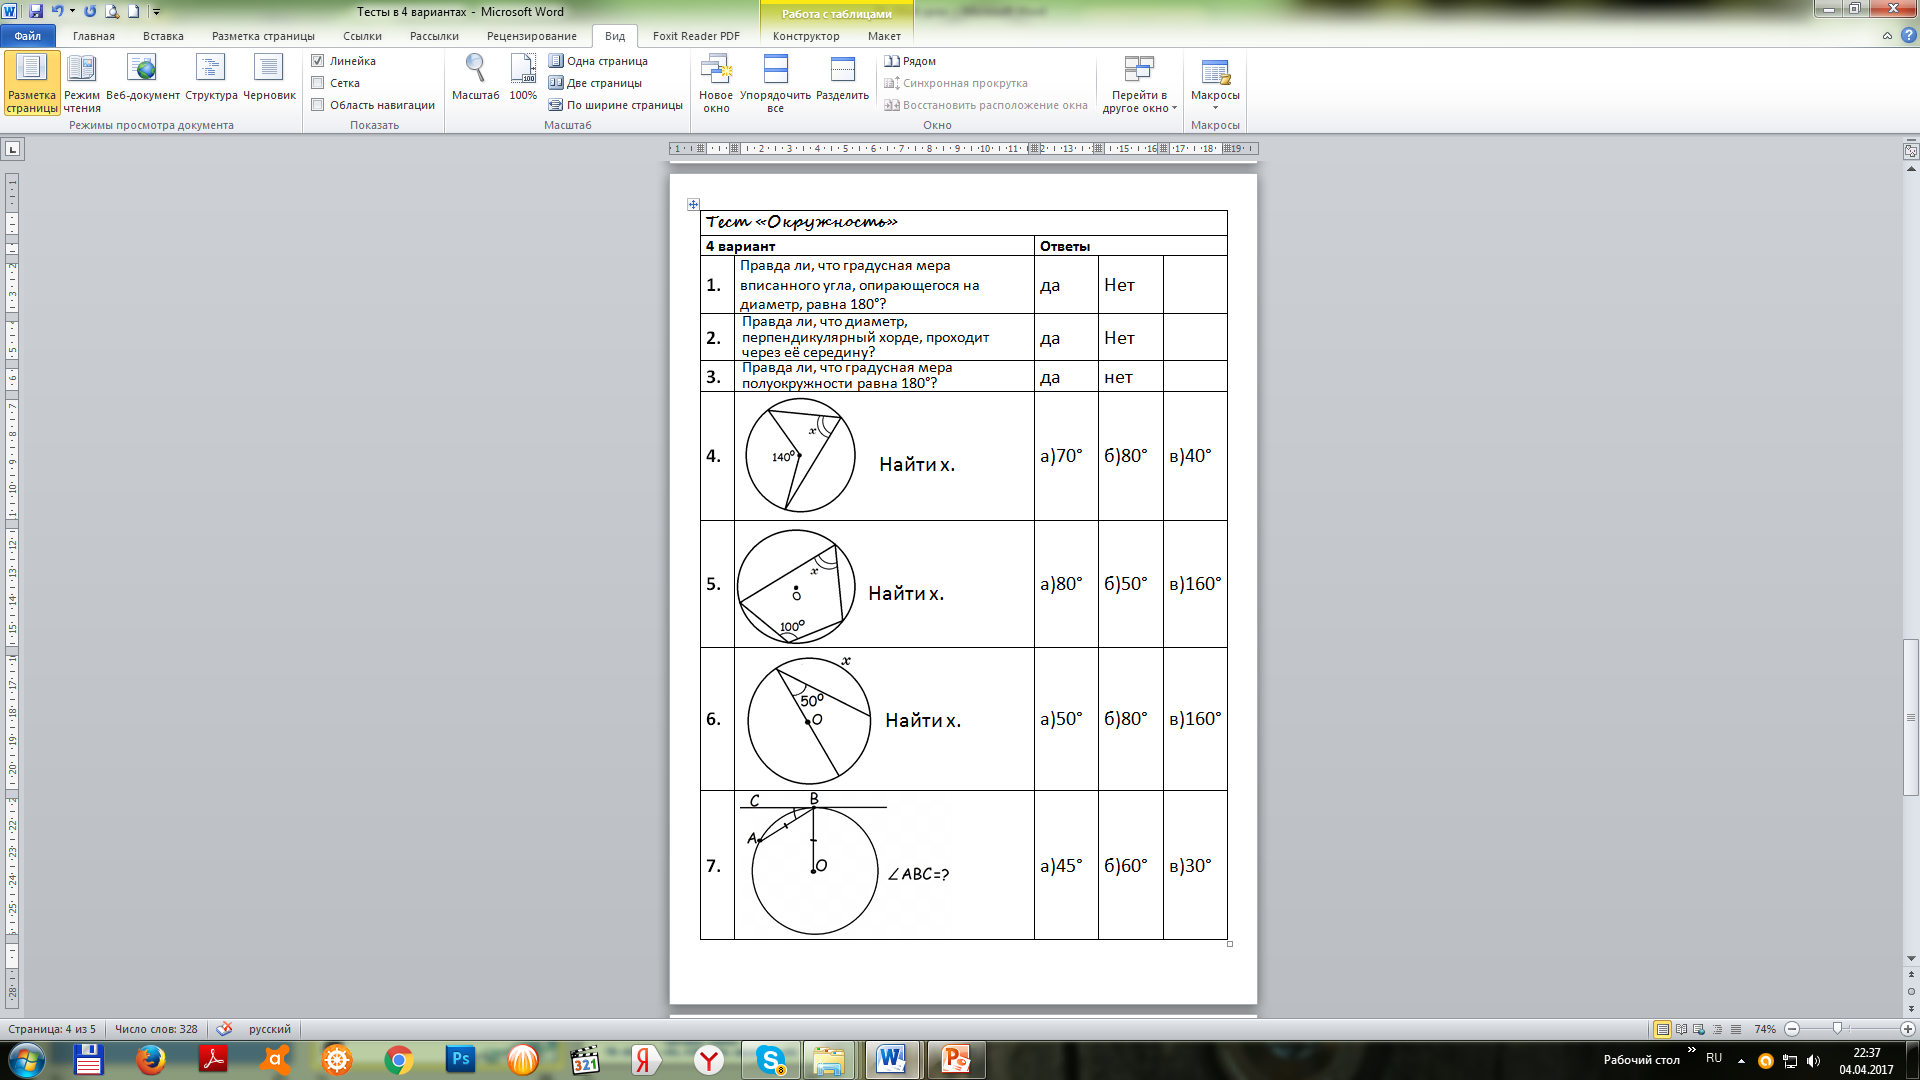 Тесты в 4 вариантах - Microsoft Word
Работа с таблицами
Файл Главная Вставка Разметка страницы Ссылки Рассылки Рецензирование Вид Foxit Reader PDF Конструктор Макет
Разметка страницы
Режим чтения
Веб-документ
Структура
Черновик
Режимы просмотра документа
Линейка
Сетка
Область навигации
Показать
Масштаб
100%
Одна страница
Две страницы
По ширине страницы
Масштаб
Новое окно
Упорядочить все
Разделить
Рядом
Синхронная прокрутка
Восстановить расположение окна
Окно
Перейти в другое окно
Макросы
Макросы
Тест «Окружность»
4 вариант Ответы
1. Правда ли, что градусная мера
вписанного угла, опирающегося на
диаметр, равна 180°?
да Нет
2. Правда ли, что диаметр,
перпендикулярный хорде, проходит
через её середину?
да Нет
3. Правда ли, что градусная мера
полуокружности равна 180°?
да нет
4. x 140° Найти x. а)70° б)80° в)40°
5. x O 100° Найти x. а)80° б)50° в)160°
6. x 50° O Найти x. а)50° б)80° в)160°
7. C B A O ∠ABC=? а)45° б)60° в)30°
Страница: 4 из 5 Число слов: 328 русский 74%
Рабочий стол » RU 22:37
04.04.2017